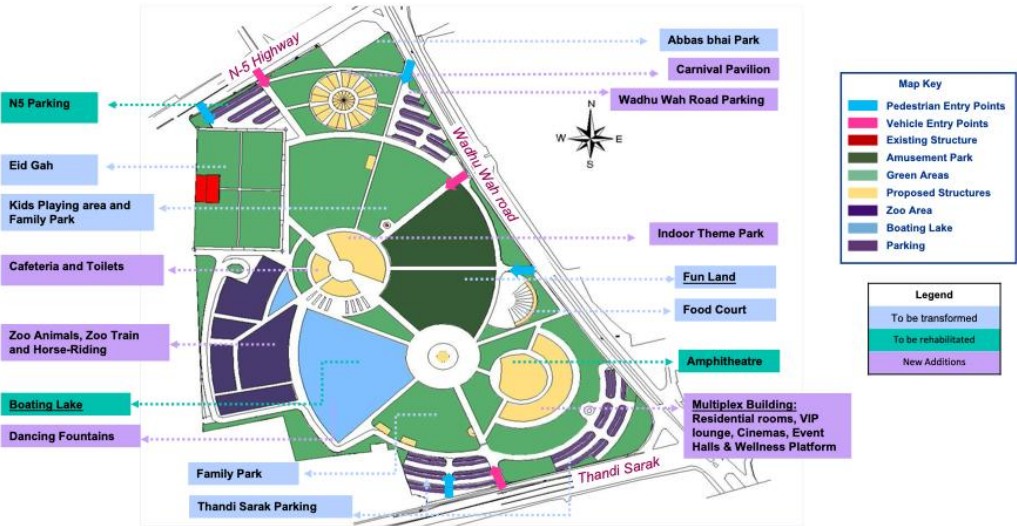 Abbas bhai Park
N-5 Highway
Carnival Pavilion
N5 Parking
Wadhu Wah Road Parking
N
W
E
S
Wadhu Wah road
Eid Gah
Kids Playing area and
Family Park
Indoor Theme Park
Cafeteria and Toilets
Fun Land
Food Court
Zoo Animals, Zoo Train
and Horse-Riding
Amphitheatre
Boating Lake
Multiplex Building:
Residential rooms, VIP
lounge, Cinemas, Event
Halls & Wellness Platform
Dancing Fountains
Family Park
Thandi Sarak
Thandi Sarak Parking
Map Key
Pedestrian Entry Points
Vehicle Entry Points
Existing Structure
Amusement Park
Green Areas
Proposed Structures
Zoo Area
Boating Lake
Parking
Legend
To be transformed
To be rehabilitated
New Additions